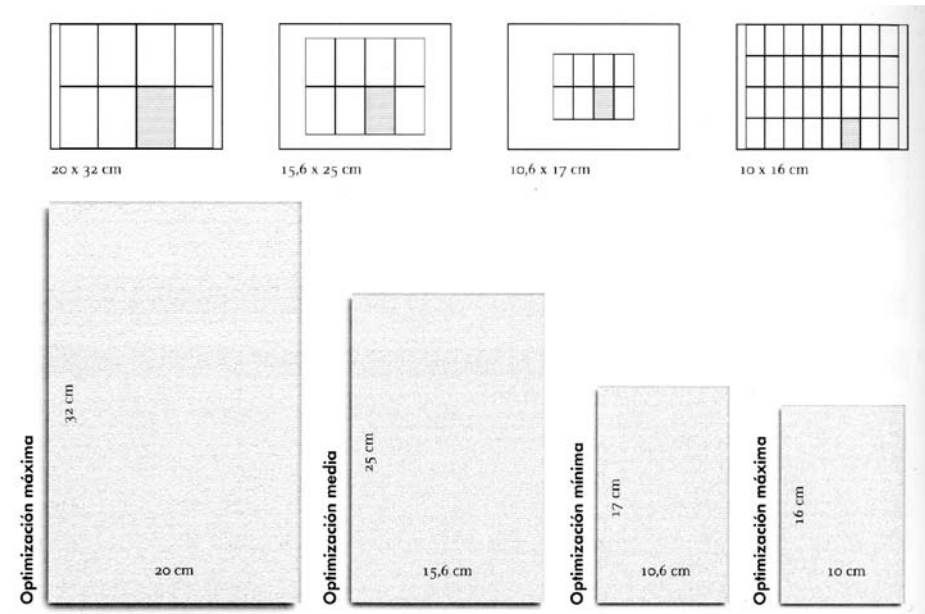 20 x 32 cm
15,6 x 25 cm
10,6 x 17 cm
10 x 16 cm
Optimización máxima
32 cm
20 cm
Optimización media
25 cm
15,6 cm
Optimización mínima
17 cm
10,6 cm
Optimización máxima
16 cm
10 cm